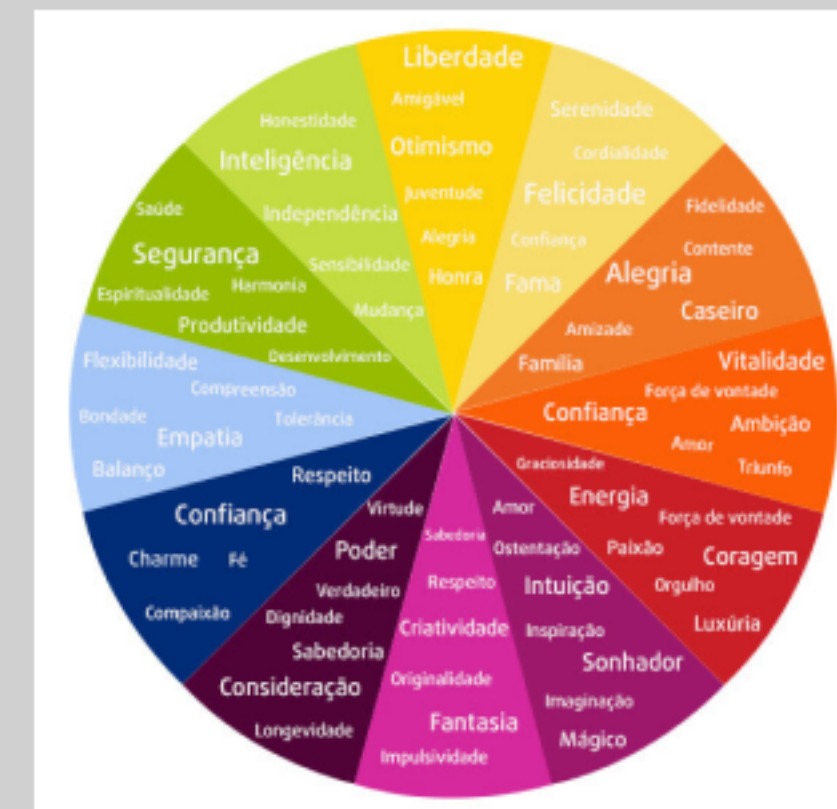 Liberdade
Amigável
Otimismo
Juventude
Alegria
Honra
Serenidade
Cordialidade
Felicidade
Confiança
Fama
Fidelidade
Contente
Alegria
Caseiro
Amizade
Família
Vitalidade
Força de vontade
Confiança
Ambição
Amor
Triunfo
Graciosidade
Energia
Força de vontade
Paixão
Coragem
Orgulho
Luxúria
Amor
Ostentação
Intuição
Inspiração
Sonhador
Imaginação
Mágico
Sabedoria
Respeito
Criatividade
Originalidade
Fantasia
Impulsividade
Virtude
Poder
Verdadeiro
Dignidade
Sabedoria
Consideração
Longevidade
Respeito
Confiança
Charme Fé
Compaixão
Flexibilidade
Compreensão
Bondade
Tolerância
Empatia
Balanço
Saúde
Segurança
Harmonia
Espiritualidade
Produtividade
Desenvolvimento
Honestidade
Inteligência
Independência
Sensibilidade
Mudança